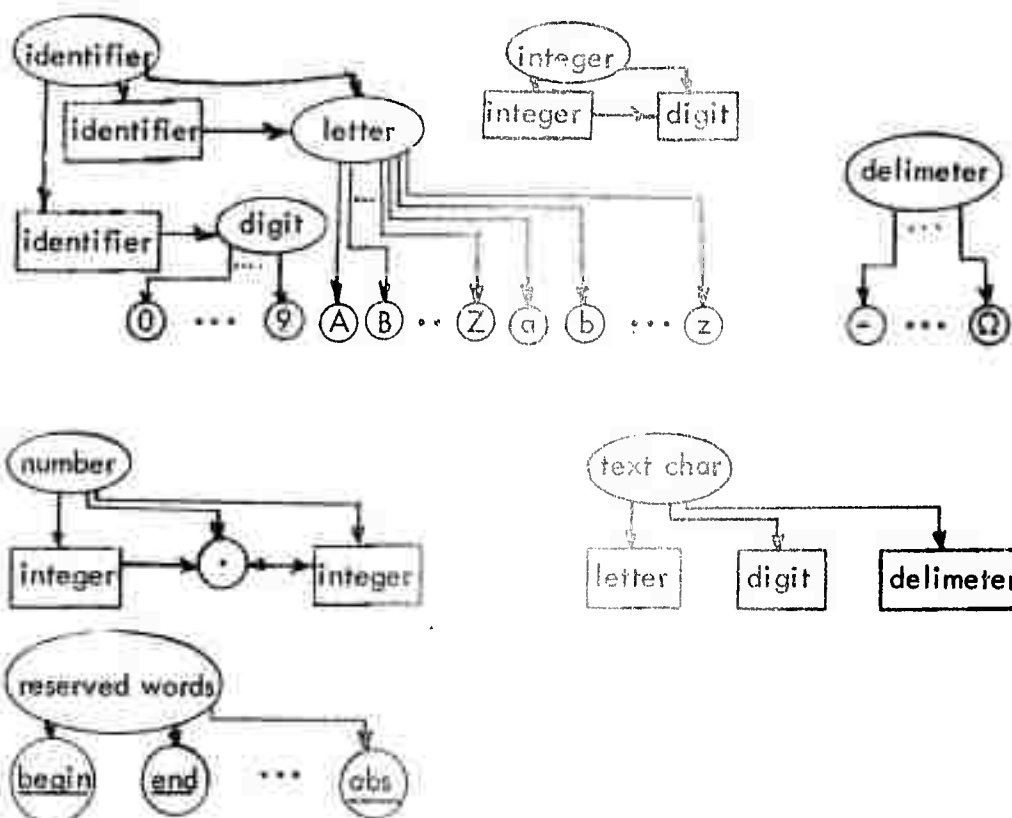 identifier
integer
identifier
letter
integer
digit
delimeter
identifier
digit
0 ... 9 A B .. Z a b ... z
- ... Ω
number
text char
integer . integer
letter
digit
delimeter
reserved words
begin end ... abs